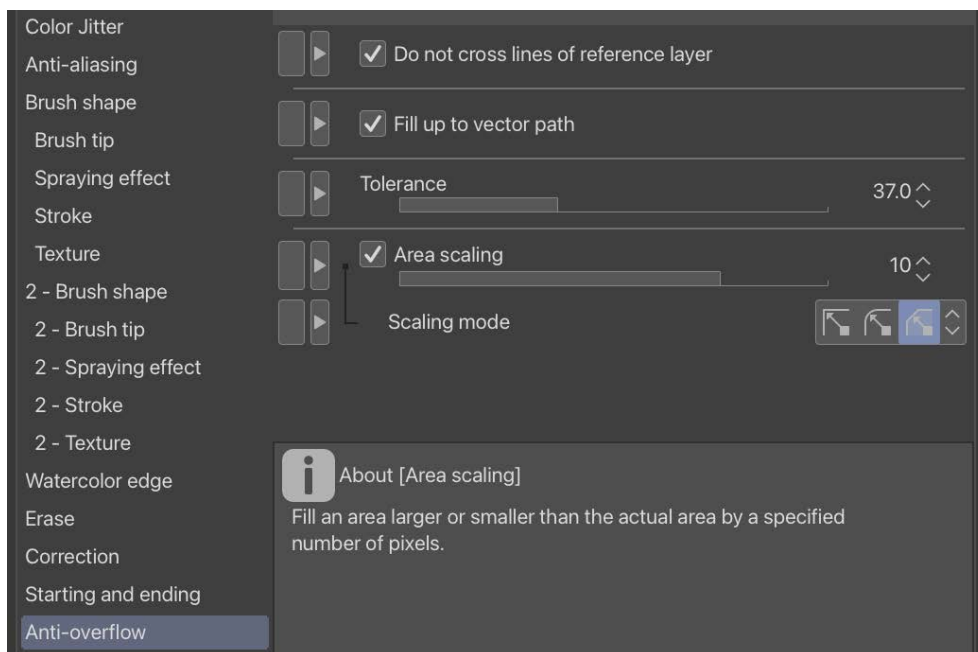 Color Jitter
Anti-aliasing
Brush shape
Brush tip
Spraying effect
Stroke
Texture
2 - Brush shape
2 - Brush tip
2 - Spraying effect
2 - Stroke
2 - Texture
Watercolor edge
Erase
Correction
Starting and ending
Anti-overflow
Do not cross lines of reference layer
Fill up to vector path
Tolerance 37.0
Area scaling 10
Scaling mode
About [Area scaling]
Fill an area larger or smaller than the actual area by a specified
number of pixels.